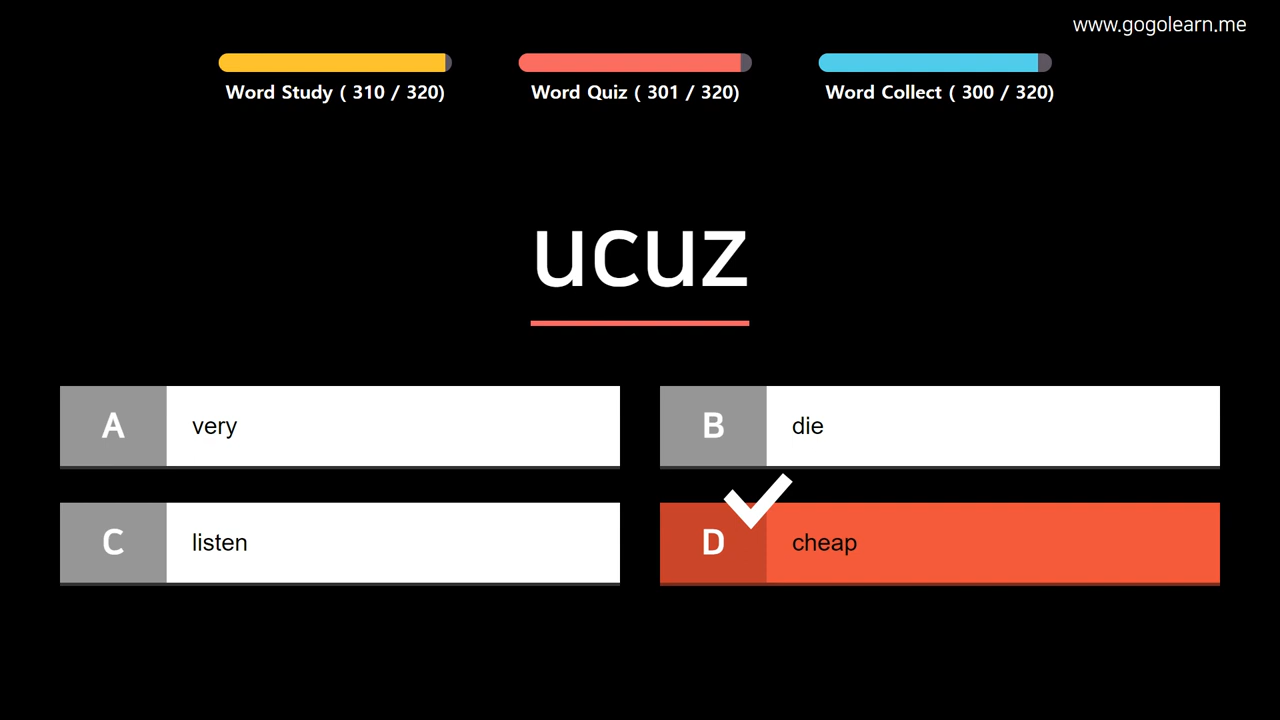 www.gogolearn.me
Word Study ( 310 / 320)
Word Quiz ( 301 / 320)
Word Collect ( 300 / 320)
ucuz
A very
B die
C listen
D cheap